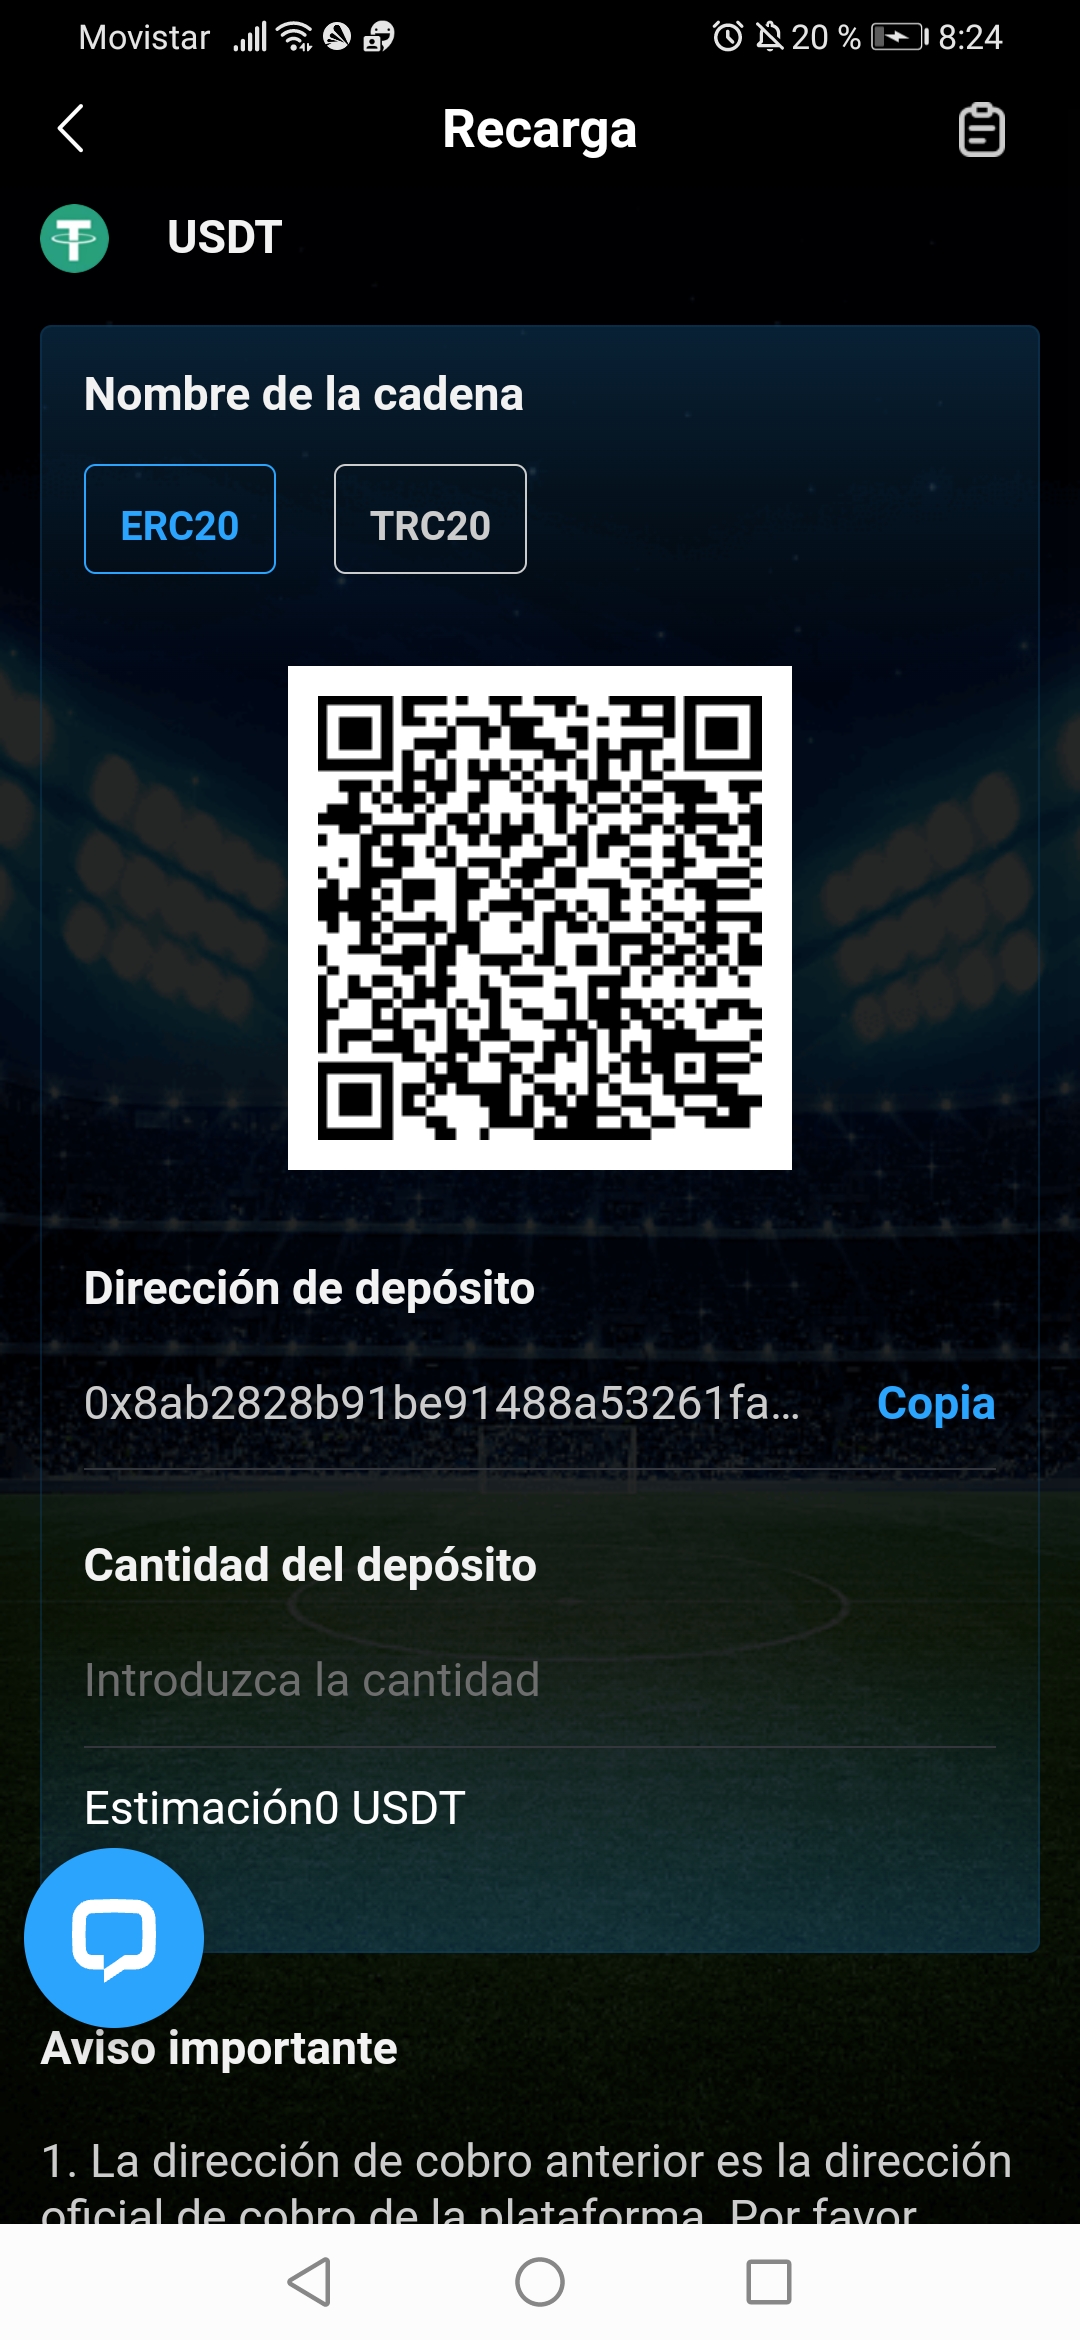 Movistar 20 % 8:24
Recarga
USDT
Nombre de la cadena
ERC20 TRC20
Dirección de depósito
0x8ab2828b91be91488a53261fa... Copia
Cantidad del depósito
Introduzca la cantidad
Estimación0 USDT
Aviso importante
1. La dirección de cobro anterior es la dirección
oficial de cobro de la plataforma. Por favor